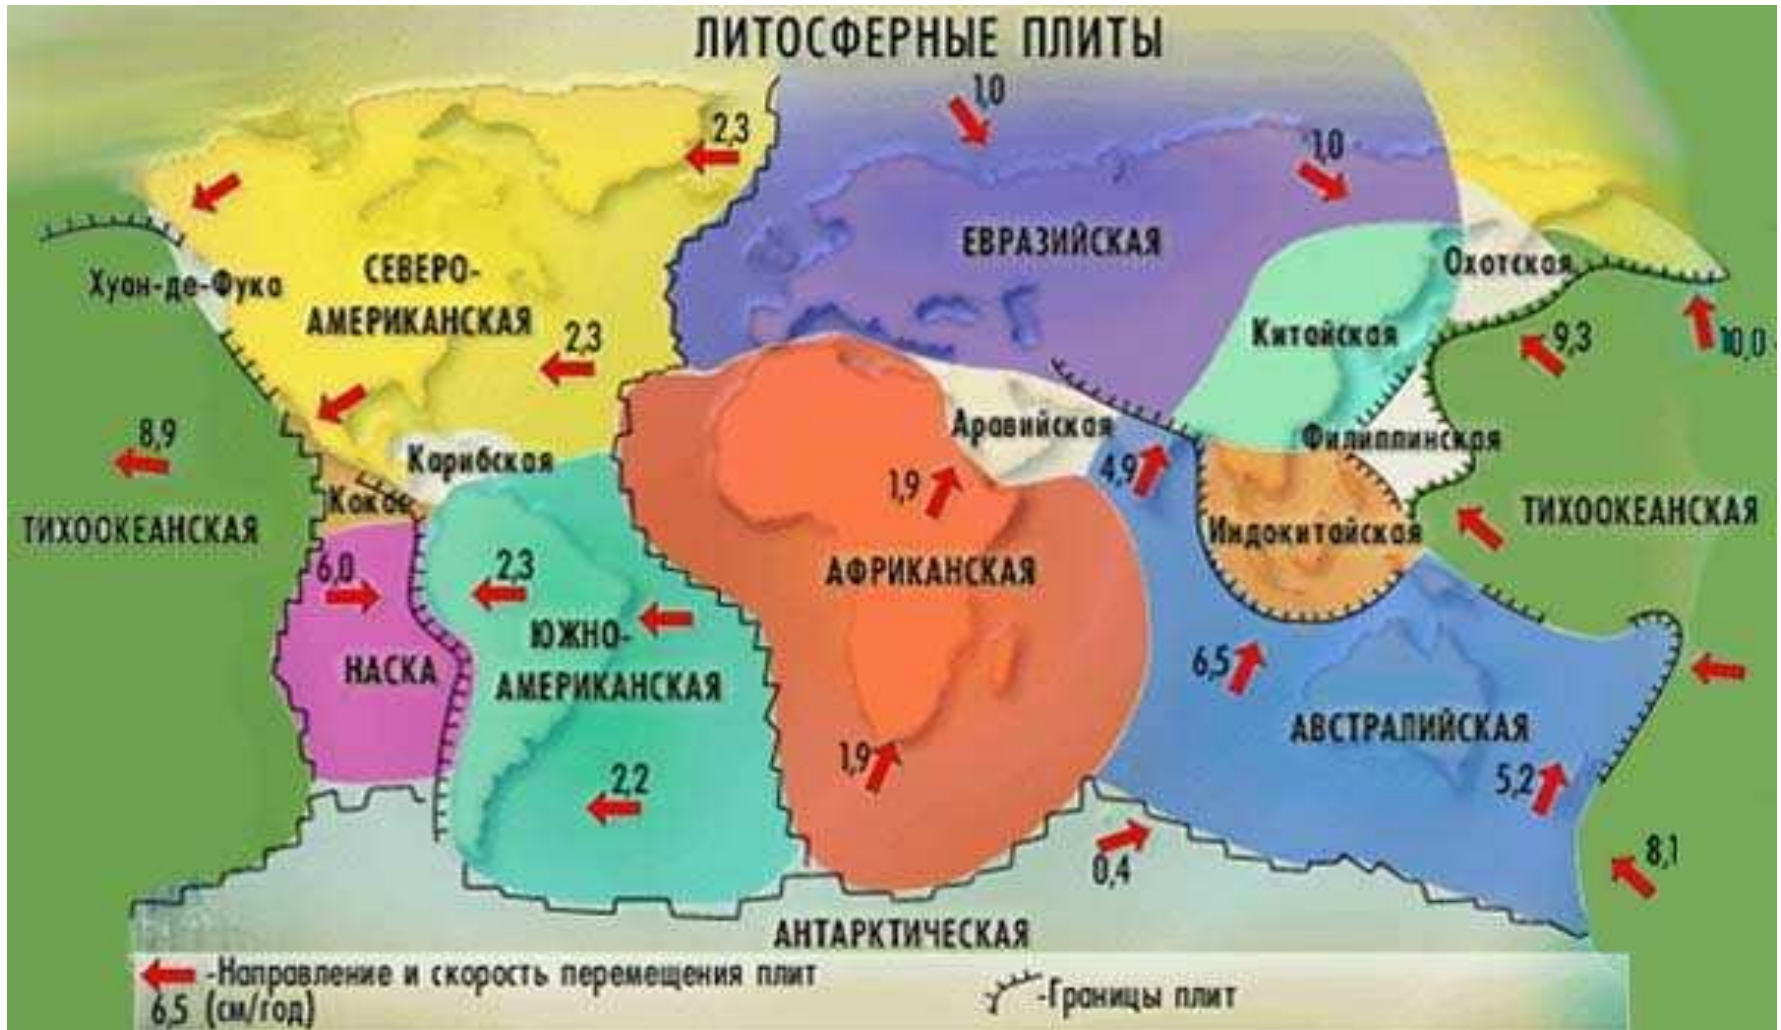 ЛИТОСФЕРНЫЕ ПЛИТЫ
1,0
2,3
1,0
ЕВРАЗИЙСКАЯ
СЕВЕРО-
АМЕРИКАНСКАЯ
Хуан-де-Фука
Охотская
Китайская
2,3
9,3
10,0
8,9
Карибская
Аравийская
Филиппинская
4,9
1,9
Кокос
ТИХООКЕАНСКАЯ
ТИХООКЕАНСКАЯ
Индокитайская
6,0
2,3
АФРИКАНСКАЯ
ЮЖНО-
АМЕРИКАНСКАЯ
НАСКА
6,5
АВСТРАЛИЙСКАЯ
1,9
2,2
5,2
0,4
8,1
АНТАРКТИЧЕСКАЯ
-Направление и скорость перемещения плит
6,5 (см/год)
-Границы плит